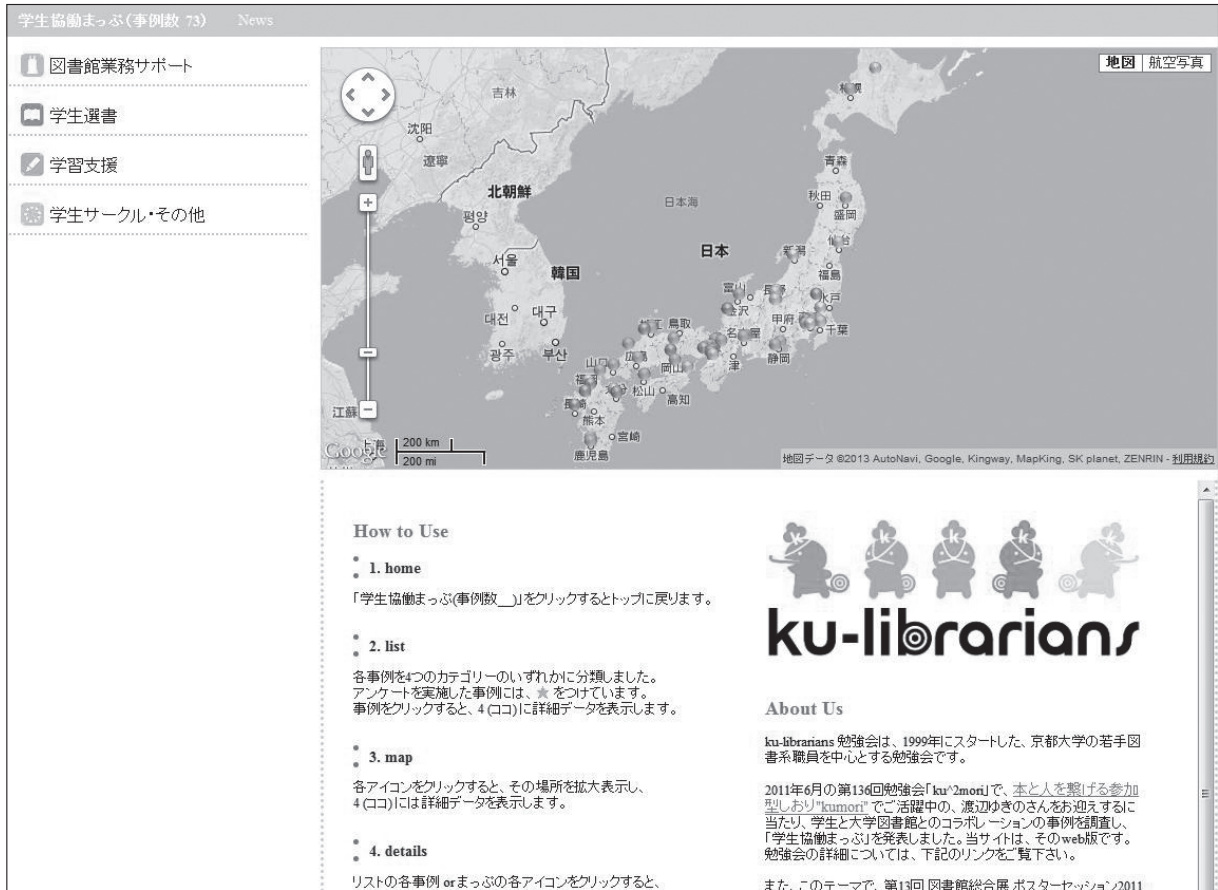 学生協働まっぷ(事例数 73) News
図書館業務サポート
学生選書
学習支援
学生サークル・その他
地図 航空写真
札幌
吉林
沈阳
遼寧
青森
北朝鮮
秋田
盛岡
日本海
평양
仙台
日本
新潟
서울
韓国
福島
富山 長野
水戸
金沢
대전 대구
鳥取
甲府
千葉
名古屋
광주 부산
山口 広島 岡山
津 静岡
福岡
松山
高知
長崎
江蘇
熊本
宮崎
上海
鹿児島
Google
200 km
200 mi
地図データ ©2013 AutoNavi, Google, Kingway, MapKing, SK planet, ZENRIN - 利用規約
How to Use
1. home
「学生協働まっぷ(事例数__)」をクリックするとトップに戻ります。
2. list
各事例を4つのカテゴリーのいずれかに分類しました。
アンケートを実施した事例には、★ をつけています。
事例をクリックすると、4 (ココ)に詳細データを表示します。
3. map
各アイコンをクリックすると、その場所を拡大表示し、
4 (ココ)には詳細データを表示します。
4. details
リストの各事例 orまっぷの各アイコンをクリックすると、
k k k k
ku-librarians
About Us
ku-librarians 勉強会は、1999年にスタートした、京都大学の若手図
書系職員を中心とする勉強会です。
2011年6月の第136回勉強会「ku^2mori」で、本と人を繋げる参加
型しおり"kumori" でご活躍中の、渡辺ゆきのさんをお迎えするに
当たり、学生と大学図書館とのコラボレーションの事例を調査し、
「学生協働まっぷ」を発表しました。当サイトは、そのweb版です。
勉強会の詳細については、下記のリンクをご覧下さい。
また、このテーマで、第13回 図書館総合展 ポスターセッション2011